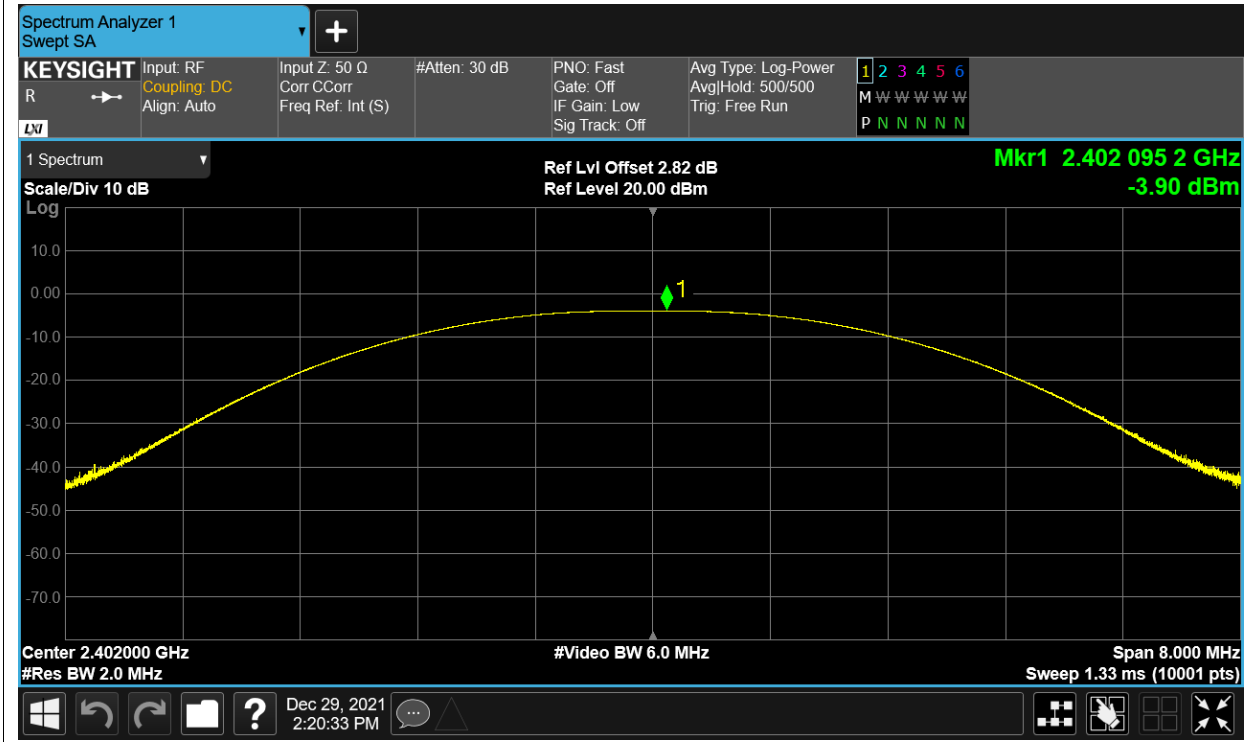 Spectrum Analyzer 1
Swept SA
KEYSIGHT
R
LXI
Input: RF
Coupling: DC
Align: Auto
Input Z: 50 Ω
Corr CCorr
Freq Ref: Int (S)
#Atten: 30 dB
PNO: Fast
Gate: Off
IF Gain: Low
Sig Track: Off
Avg Type: Log-Power
Avg|Hold: 500/500
Trig: Free Run
1 2 3 4 5 6
M W W W W W W
P N N N N N N
1 Spectrum
Scale/Div 10 dB
Ref Lvl Offset 2.82 dB
Ref Level 20.00 dBm
Mkr1 2.402 095 2 GHz
-3.90 dBm
Log
10.0
0.00
-10.0
-20.0
-30.0
-40.0
-50.0
-60.0
-70.0
1
Center 2.402000 GHz
#Video BW 6.0 MHz
Span 8.000 MHz
#Res BW 2.0 MHz
Sweep 1.33 ms (10001 pts)
?
Dec 29, 2021
2:20:33 PM